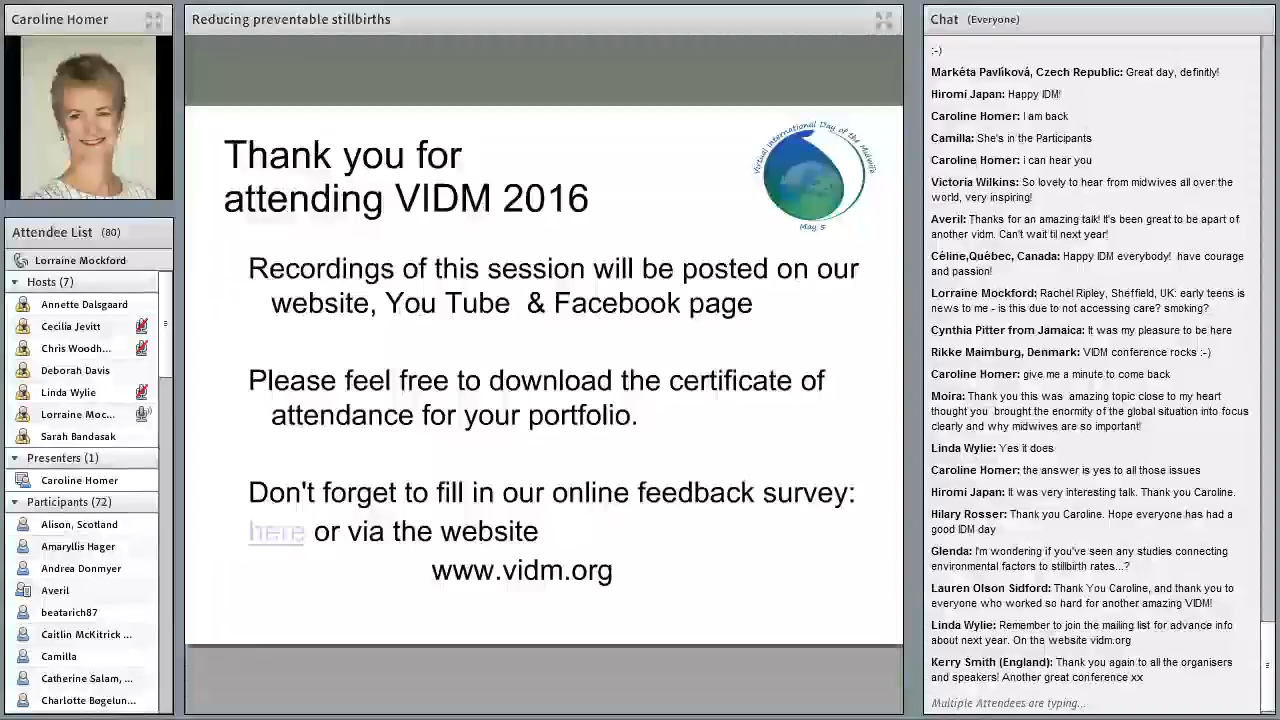 Caroline Homer
Reducing preventable stillbirths
Chat (Everyone)
Attendee List (80)
Lorraine Mockford
Hosts (7)
Annette Dalsgaard
Cecilia Jevitt
Chris Woodh...
Deborah Davis
Linda Wylie
Lorraine Moc...
Sarah Bandasak
Presenters (1)
Caroline Homer
Participants (72)
Alison, Scotland
Amaryllis Hager
Andrea Donmyer
Averil
beatarich87
Caitlin McKitrick ...
Camilla
Catherine Salam, ...
Charlotte Bøgelun...
Thank you for
attending VIDM 2016
Virtual International Day of the Midwife
May 5
Recordings of this session will be posted on our
website, You Tube & Facebook page
Please feel free to download the certificate of
attendance for your portfolio.
Don't forget to fill in our online feedback survey:
here or via the website
www.vidm.org
;-)
Markéta Pavlíková, Czech Republic: Great day, definitly!
Hiromi Japan: Happy IDM!
Caroline Homer: I am back
Camilla: She's in the Participants
Caroline Homer: i can hear you
Victoria Wilkins: So lovely to hear from midwives all over the
world, very inspiring!
Averil: Thanks for an amazing talk! It's been great to be apart of
another vidm. Can't wait til next year!
Céline,Québec, Canada: Happy IDM everybody! have courage
and passion!
Lorraine Mockford: Rachel Ripley, Sheffield, UK: early teens is
news to me - is this due to not accessing care? smoking?
Cynthia Pitter from Jamaica: It was my pleasure to be here
Rikke Maimburg, Denmark: VIDM conference rocks :-)
Caroline Homer: give me a minute to come back
Moira: Thank you this was amazing topic close to my heart
thought you brought the enormity of the global situation into focus
clearly and why midwives are so important!
Linda Wylie: Yes it does
Caroline Homer: the answer is yes to all those issues
Hiromi Japan: It was very interesting talk. Thank you Caroline.
Hilary Rosser: Thank you Caroline. Hope everyone has had a
good IDM day
Glenda: I'm wondering if you've seen any studies connecting
environmental factors to stillbirth rates...?
Lauren Olson Sidford: Thank You Caroline, and thank you to
everyone who worked so hard for another amazing VIDM!
Linda Wylie: Remember to join the mailing list for advance info
about next year. On the website vidm.org
Kerry Smith (England): Thank you again to all the organisers
and speakers! Another great conference xx
Multiple Attendees are typing...